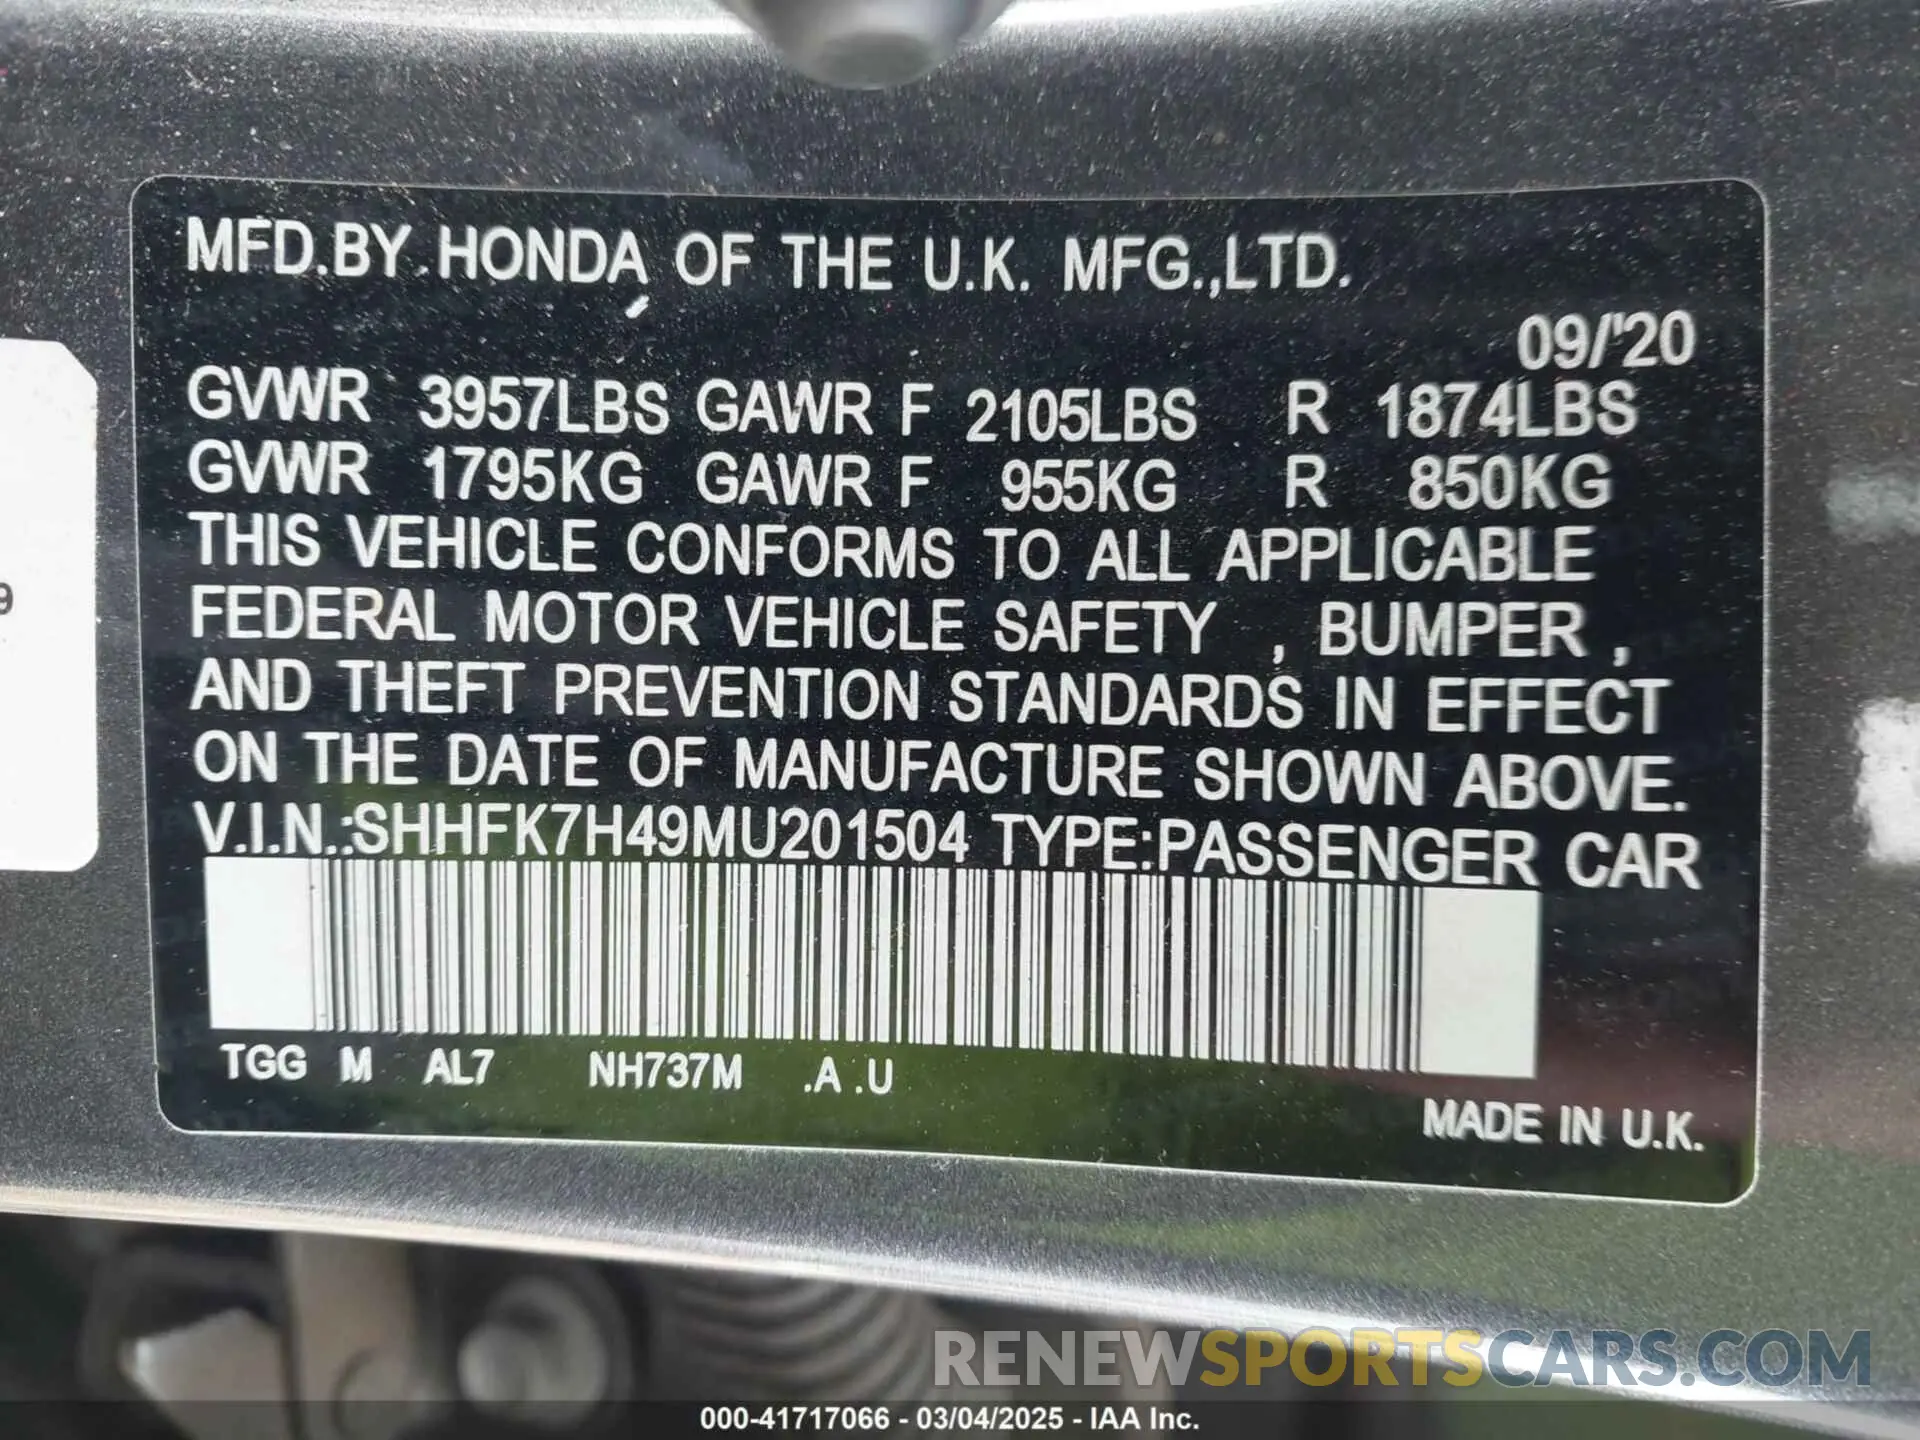 MFD.BY HONDA OF THE U.K. MFG.,LTD.
09/'20
GVWR 3957LBS GAWR F 2105LBS R 1874LBS
GVWR 1795KG GAWR F 955KG R 850KG
THIS VEHICLE CONFORMS TO ALL APPLICABLE
FEDERAL MOTOR VEHICLE SAFETY , BUMPER ,
AND THEFT PREVENTION STANDARDS IN EFFECT
ON THE DATE OF MANUFACTURE SHOWN ABOVE.
V.I.N.:SHHFK7H49MU201504 TYPE:PASSENGER CAR
TGG M AL7 NH737M .A .U
MADE IN U.K.
9
RENEWSPORTSCARS.COM
000-41717066 - 03/04/2025 - IAA Inc.